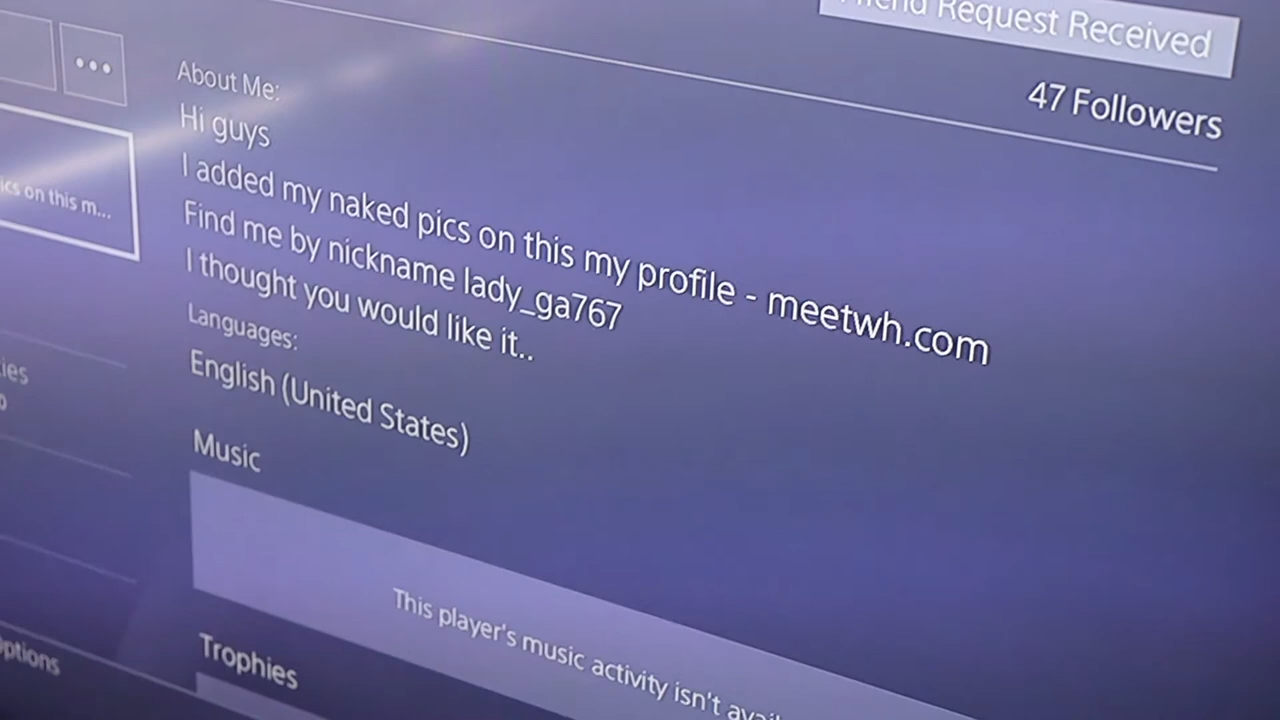 Request Received
47 Followers
About Me:
Hi guys
I added my naked pics on this my profile - meetwh.com
Find me by nickname lady_ga767
I thought you would like it..
on this m...
Languages:
English (United States)
Music
This player's music activity isn't
Trophies